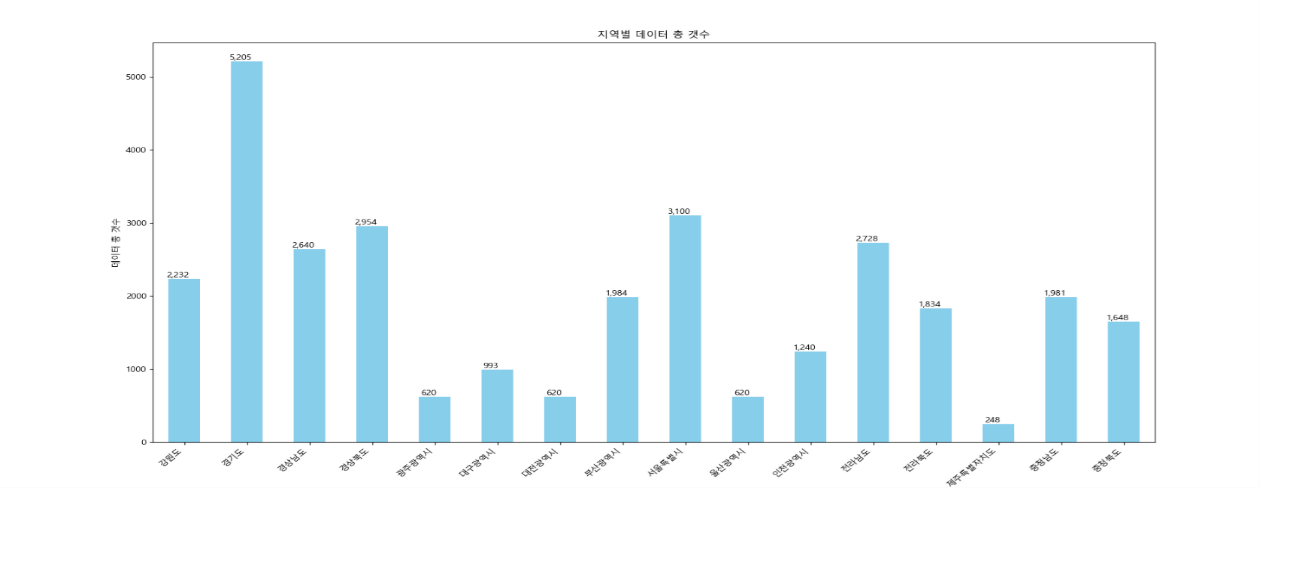 지역별 데이터 총 갯수
데이터 총 갯수
5000
4000
3000
2000
1000
0
2,232
5,205
2,640
2,954
620
993
620
1,984
3,100
620
1,240
2,728
1,834
248
1,981
1,648
강원도
경기도
경상남도
경상북도
광주광역시
대구광역시
대전광역시
부산광역시
서울특별시
울산광역시
인천광역시
전라남도
전라북도
제주특별자치도
충청남도
충청북도